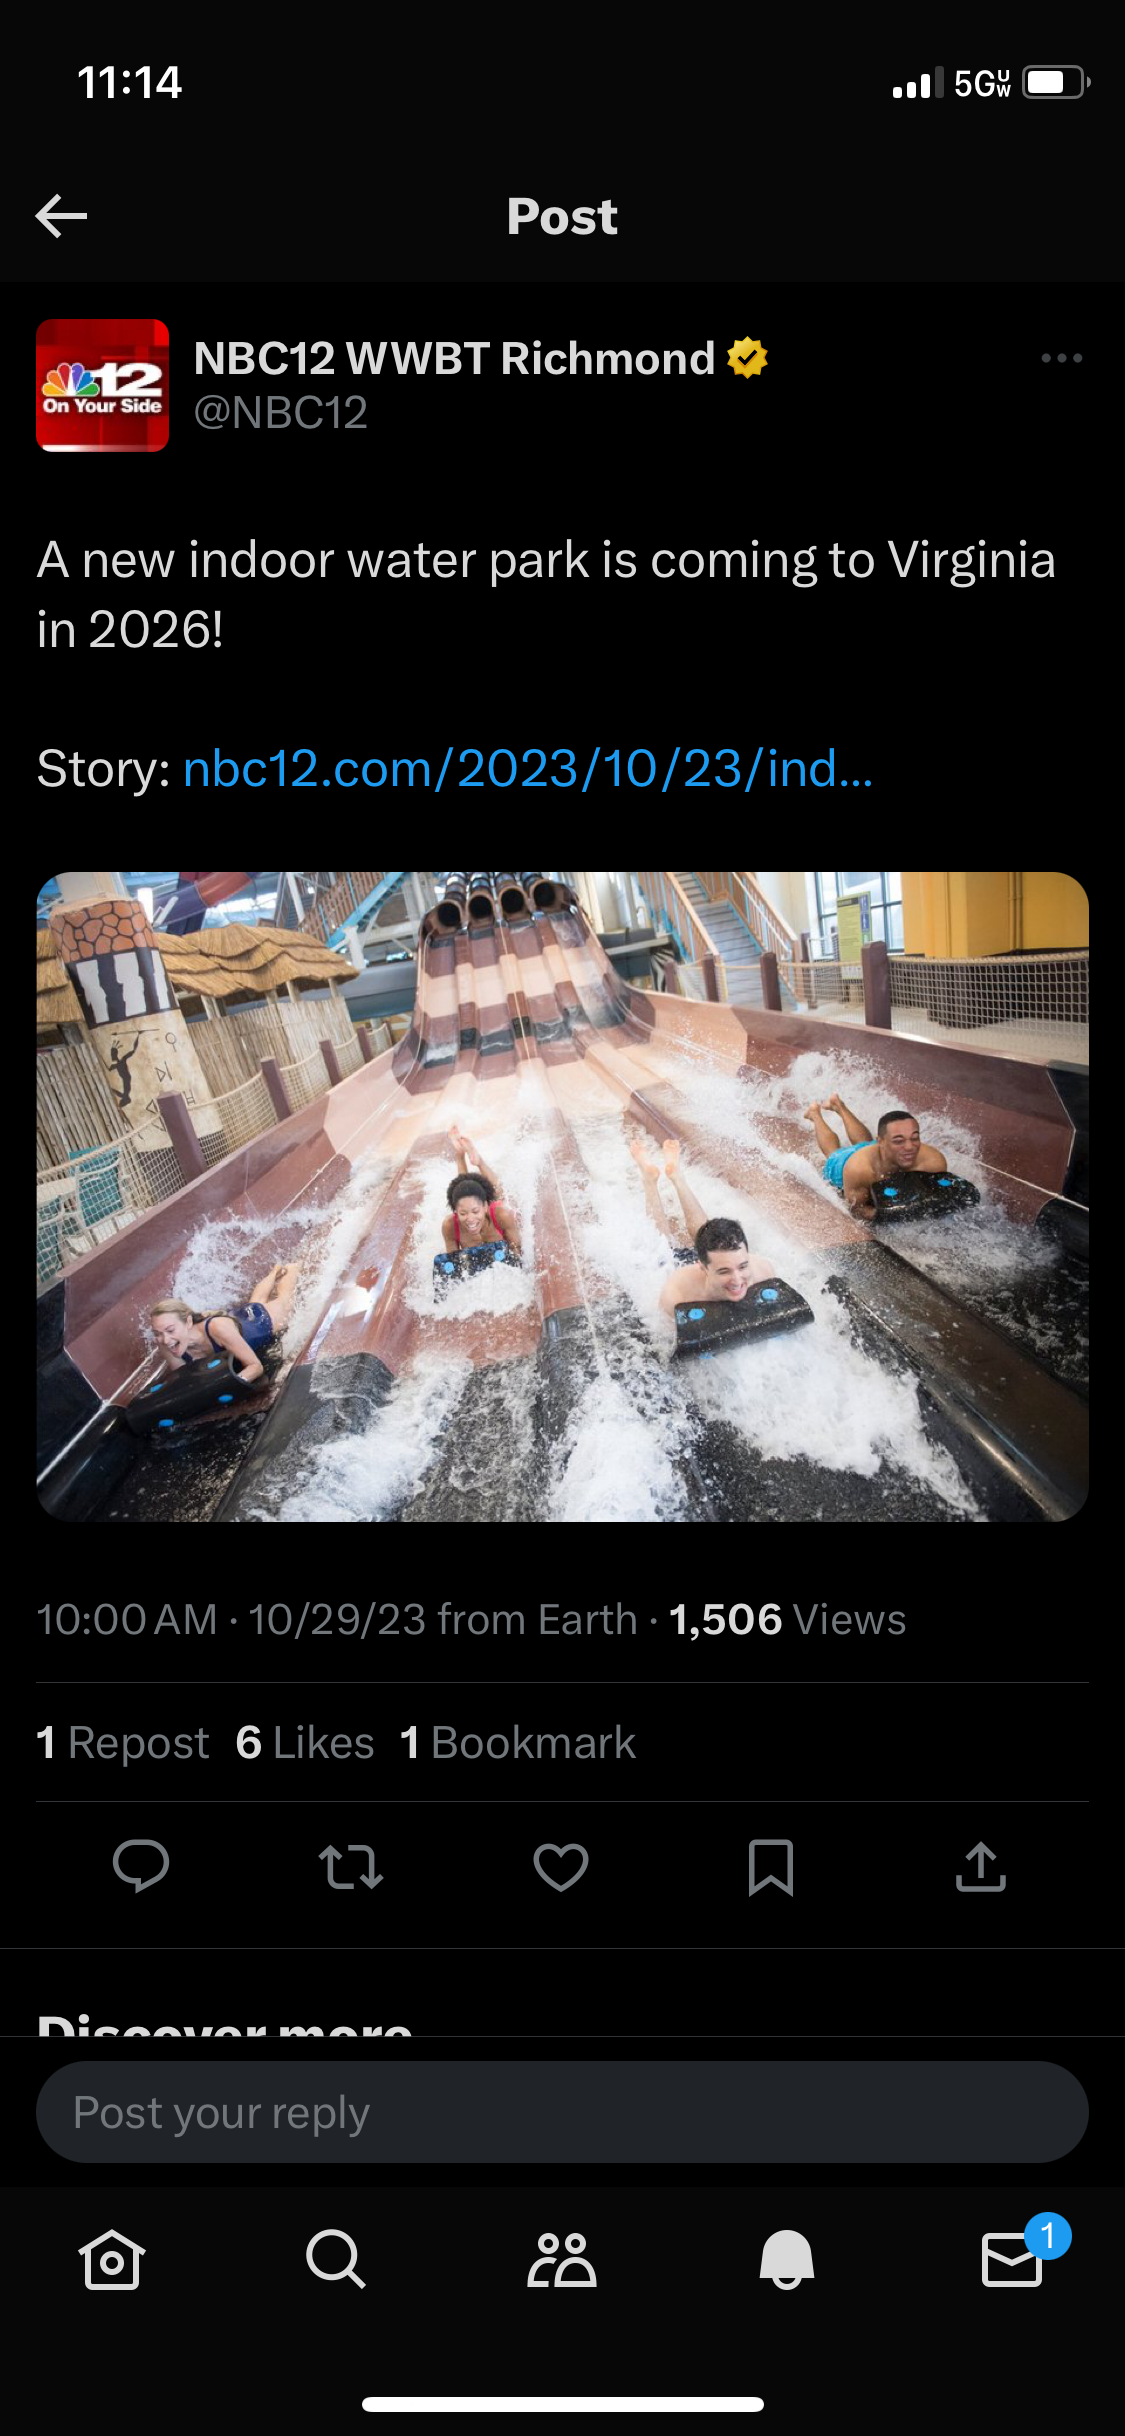 11:14
5GUW
Post
12
On Your Side
NBC12 WWBT Richmond
@NBC12
A new indoor water park is coming to Virginia
in 2026!
Story: nbc12.com/2023/10/23/ind...
10:00 AM · 10/29/23 from Earth · 1,506 Views
1 Repost 6 Likes 1 Bookmark
Discover more
Post your reply
1